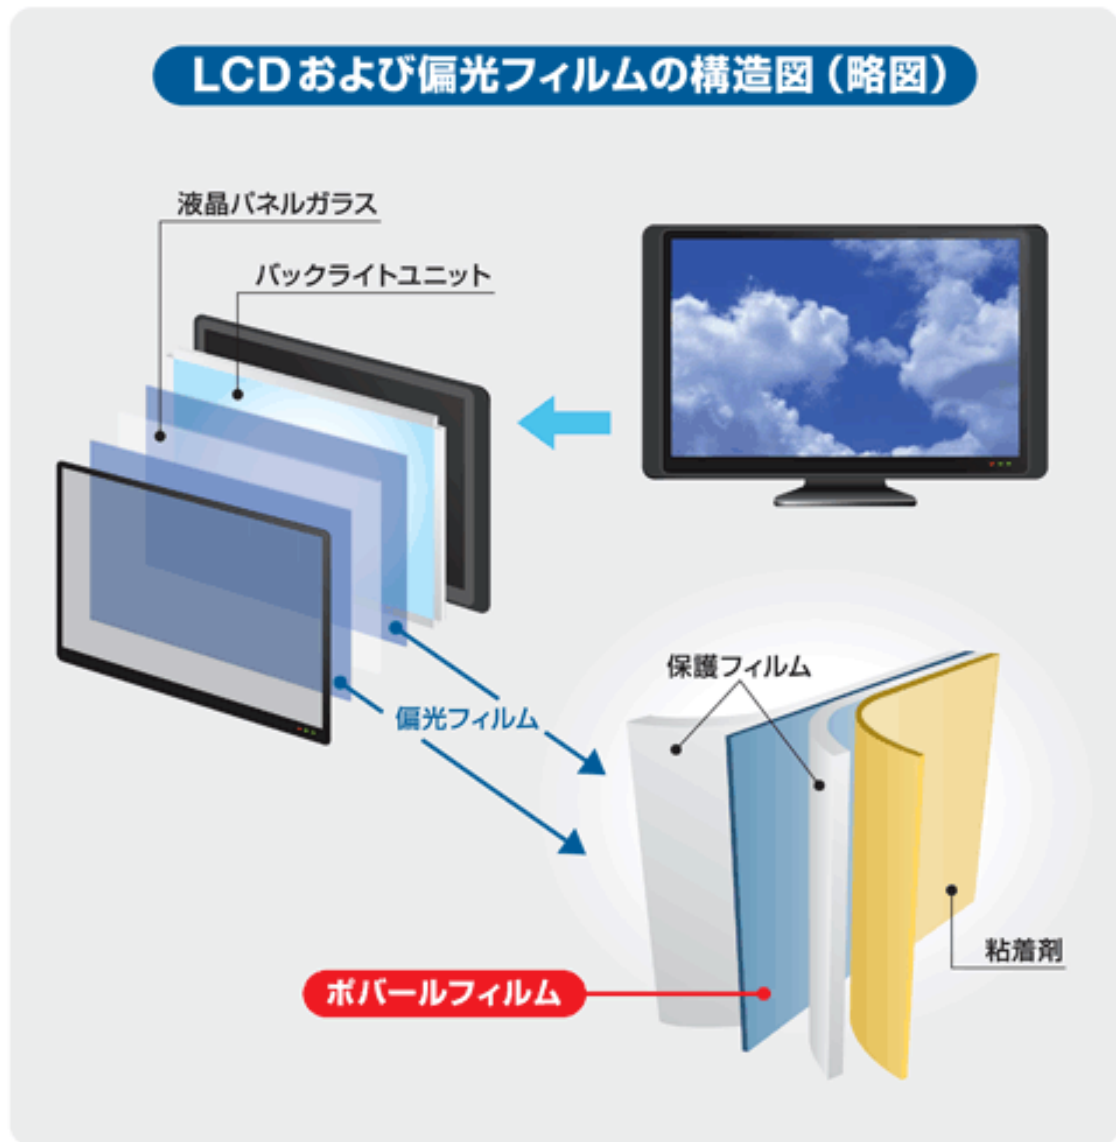 LCDおよび偏光フィルムの構造図（略図）
液晶パネルガラス
バックライトユニット
偏光フィルム
保護フィルム
粘着剤
ポバールフィルム